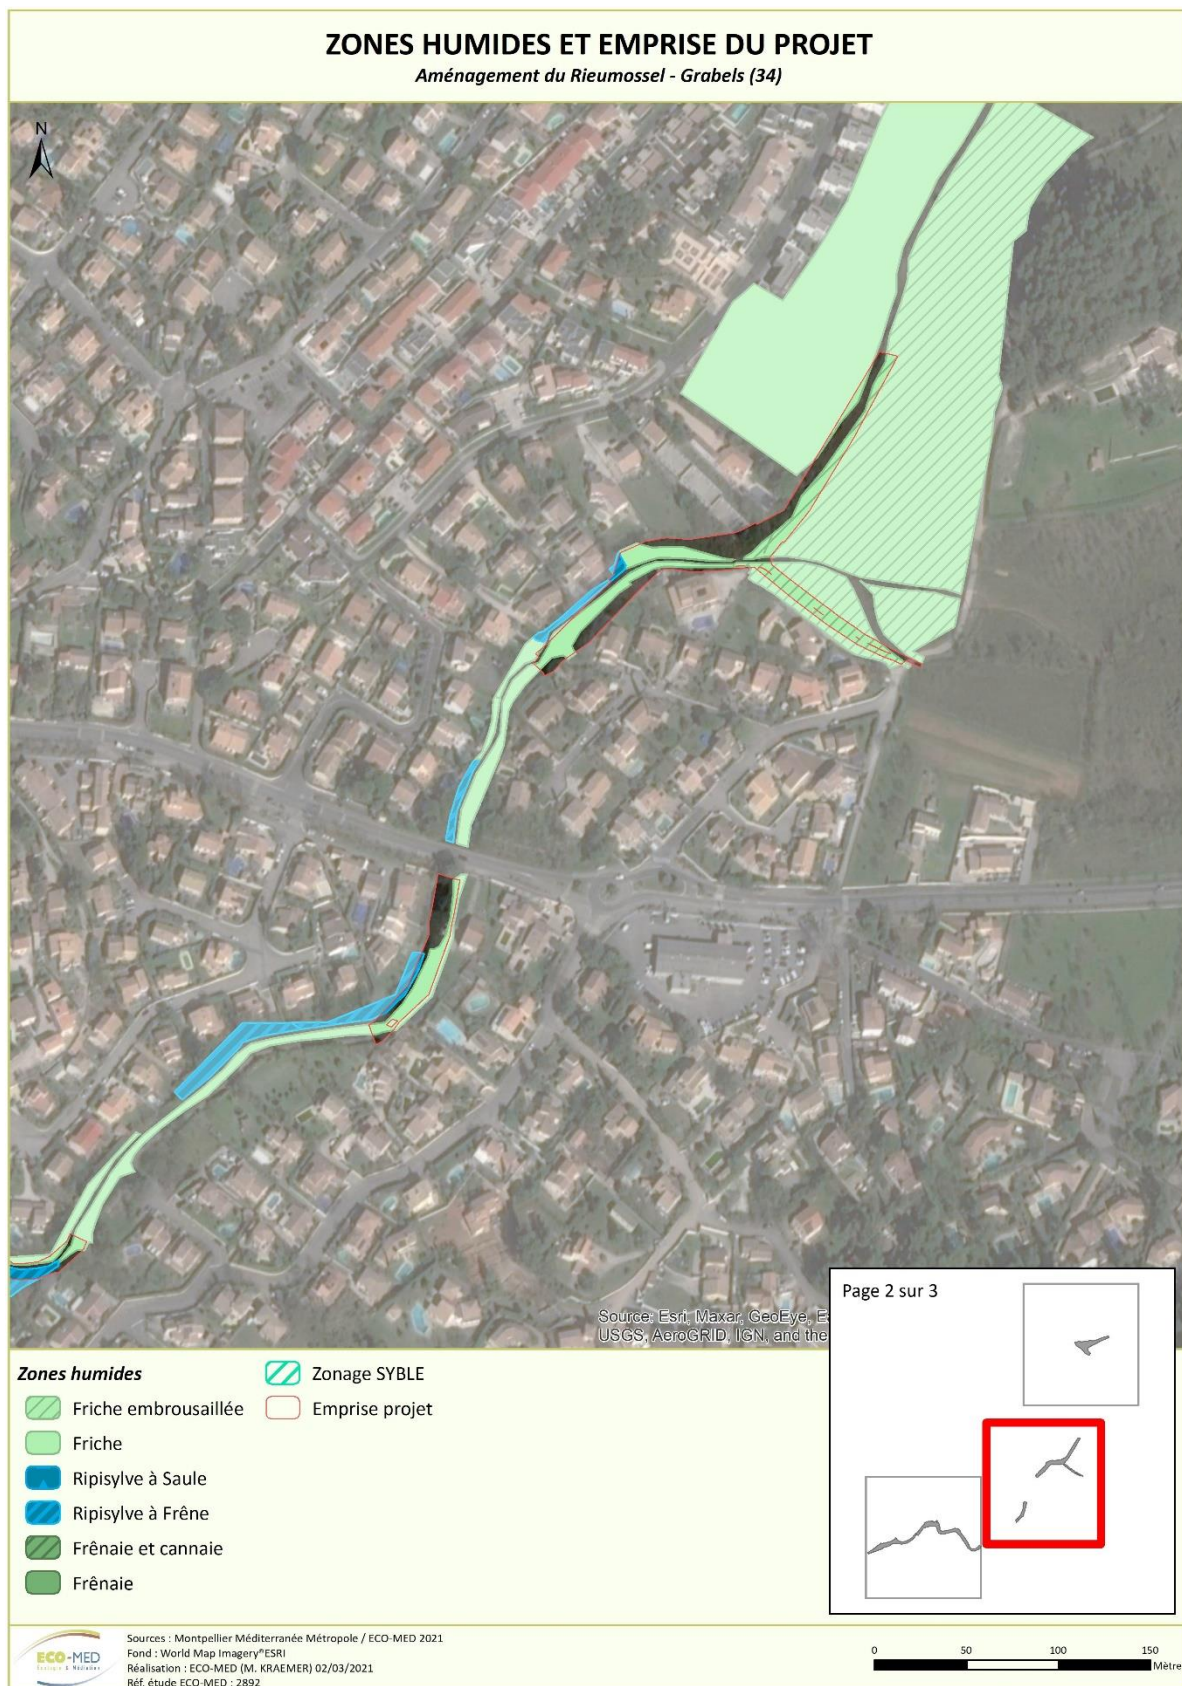 ZONES HUMIDES ET EMPRISE DU PROJET
Aménagement du Rieumossel - Grabels (34)
N
Source: Esri, Maxar, GeoEye,
USGS, AeroGRID, IGN, and the
Page 2 sur 3
Zones humides
Friche embroussaillée
Friche
Ripisylve à Saule
Ripisylve à Frêne
Frênaie et cannaie
Frênaie
Zonage SYBLE
Emprise projet
ECO-MED
Ecologie & Médiation
Sources : Montpellier Méditerranée Métropole / ECO-MED 2021
Fond : World Map Imagery®ESRI
Réalisation : ECO-MED (M. KRAEMER) 02/03/2021
Réf. étude ECO-MED : 2892
0 50 100 150
Mètre